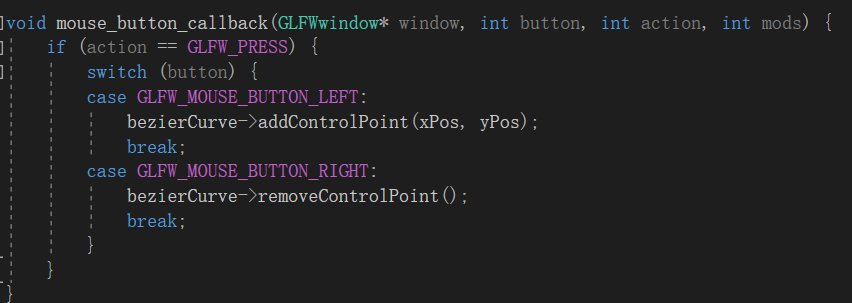 void mouse_button_callback(GLFWwindow* window, int button, int action, int mods) {
if (action == GLFW_PRESS) {
switch (button) {
case GLFW_MOUSE_BUTTON_LEFT:
bezierCurve->addControlPoint(xPos, yPos);
break;
case GLFW_MOUSE_BUTTON_RIGHT:
bezierCurve->removeControlPoint();
break;
}
}
}